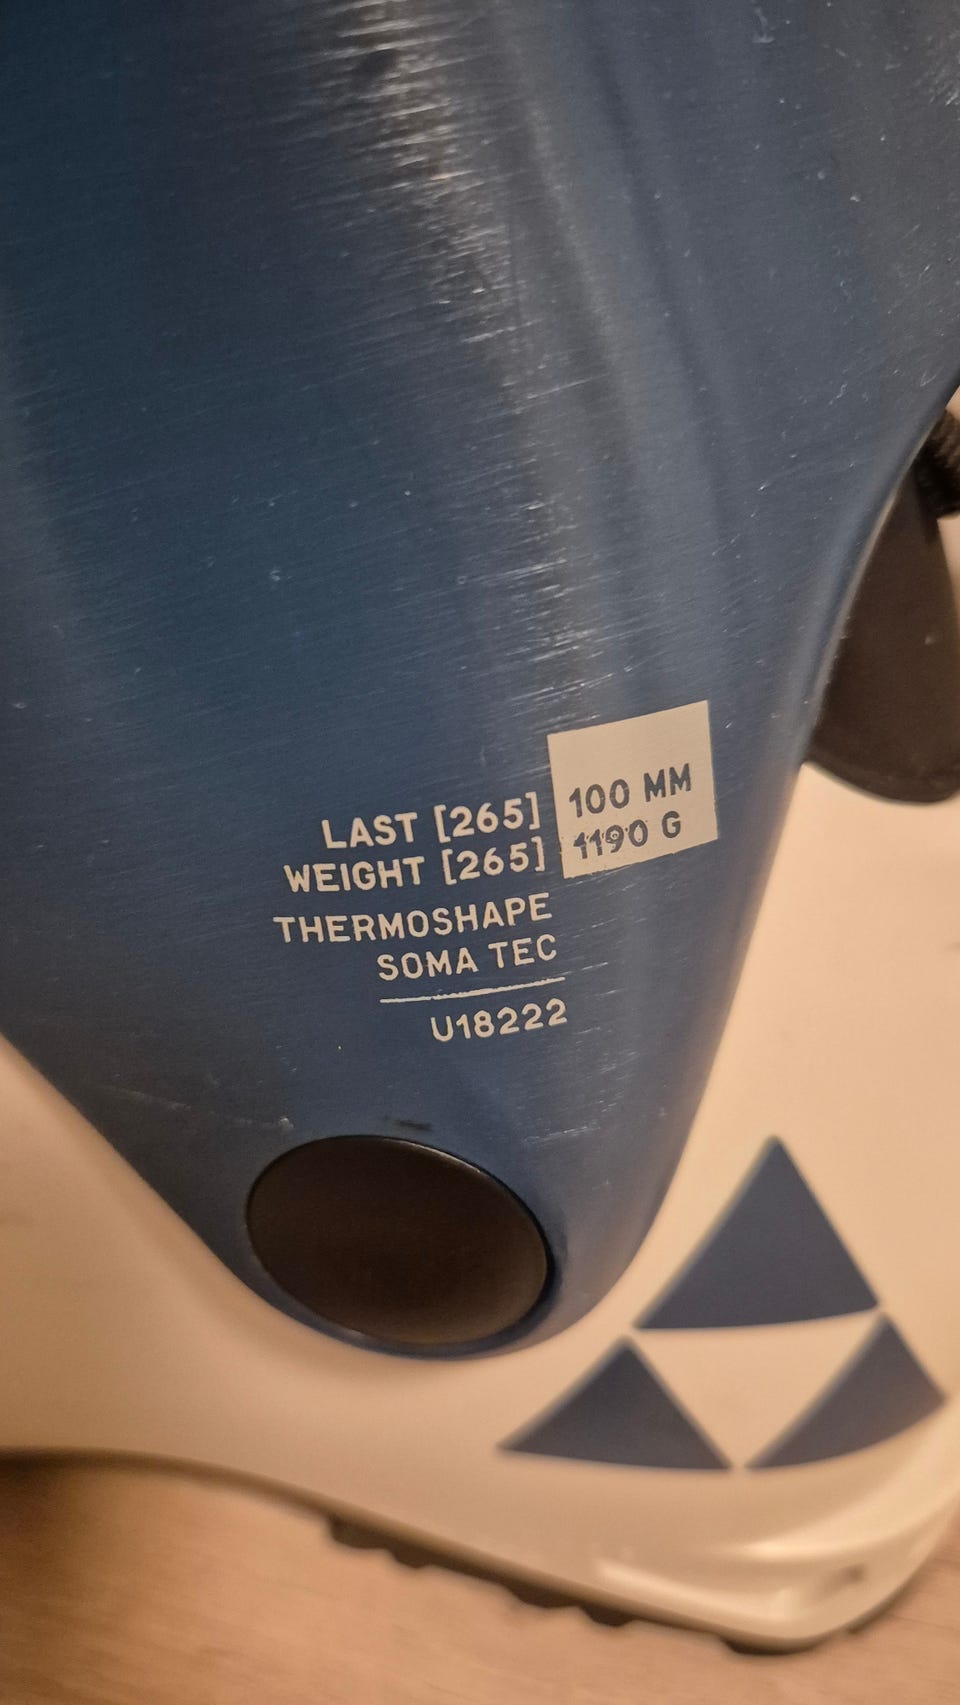 LAST [265] 100 MM
WEIGHT [265] 1190 G
THERMOSHAPE
SOMA TEC
U18222